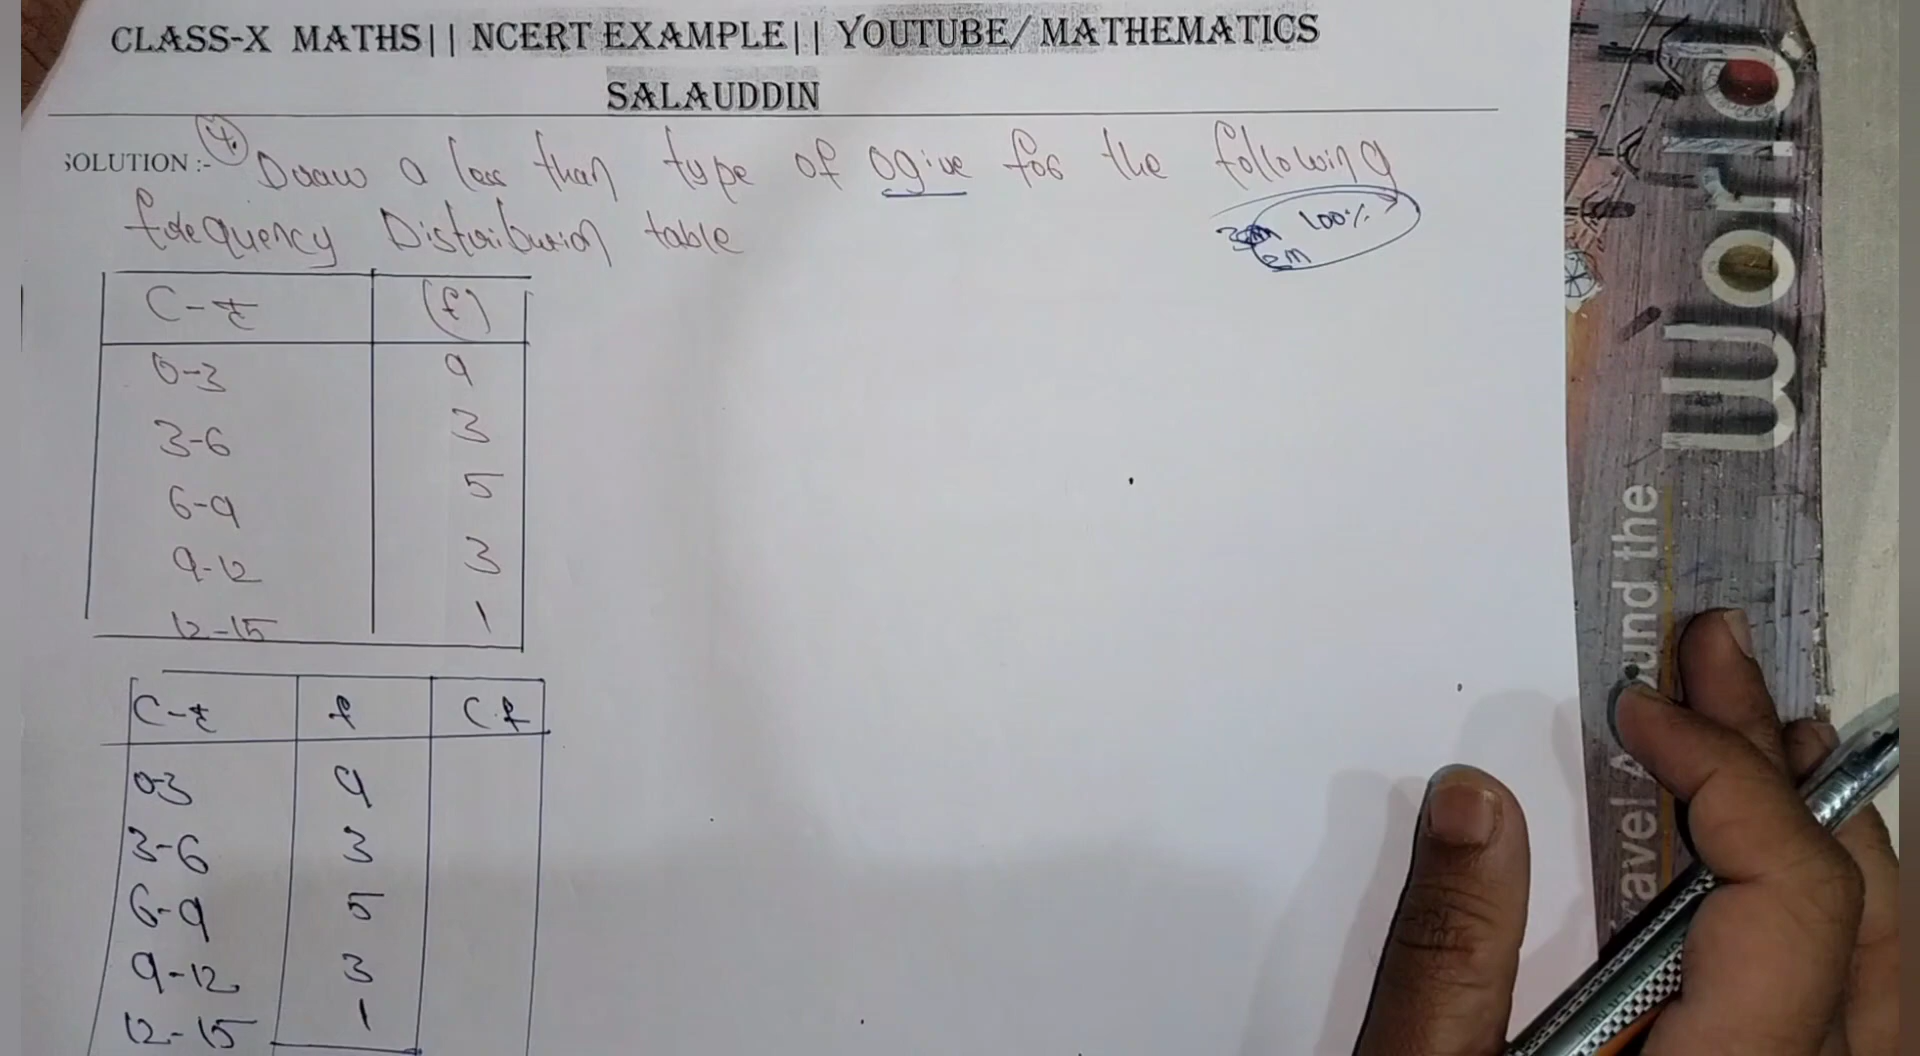 CLASS-X MATHS|| NCERT EXAMPLE|| YOUTUBE/ MATHEMATICS
SALAUDDIN
SOLUTION :- 4. Draw a less than type of ogive for the following
frequency Distribution table
100%
C-I (f)
0-3 9
3-6 3
6-9 5
9-12 3
12-15 1
C-I f C.f
0-3 9
3-6 3
6-9 5
9-12 3
12-15 1
World
Travel Around the